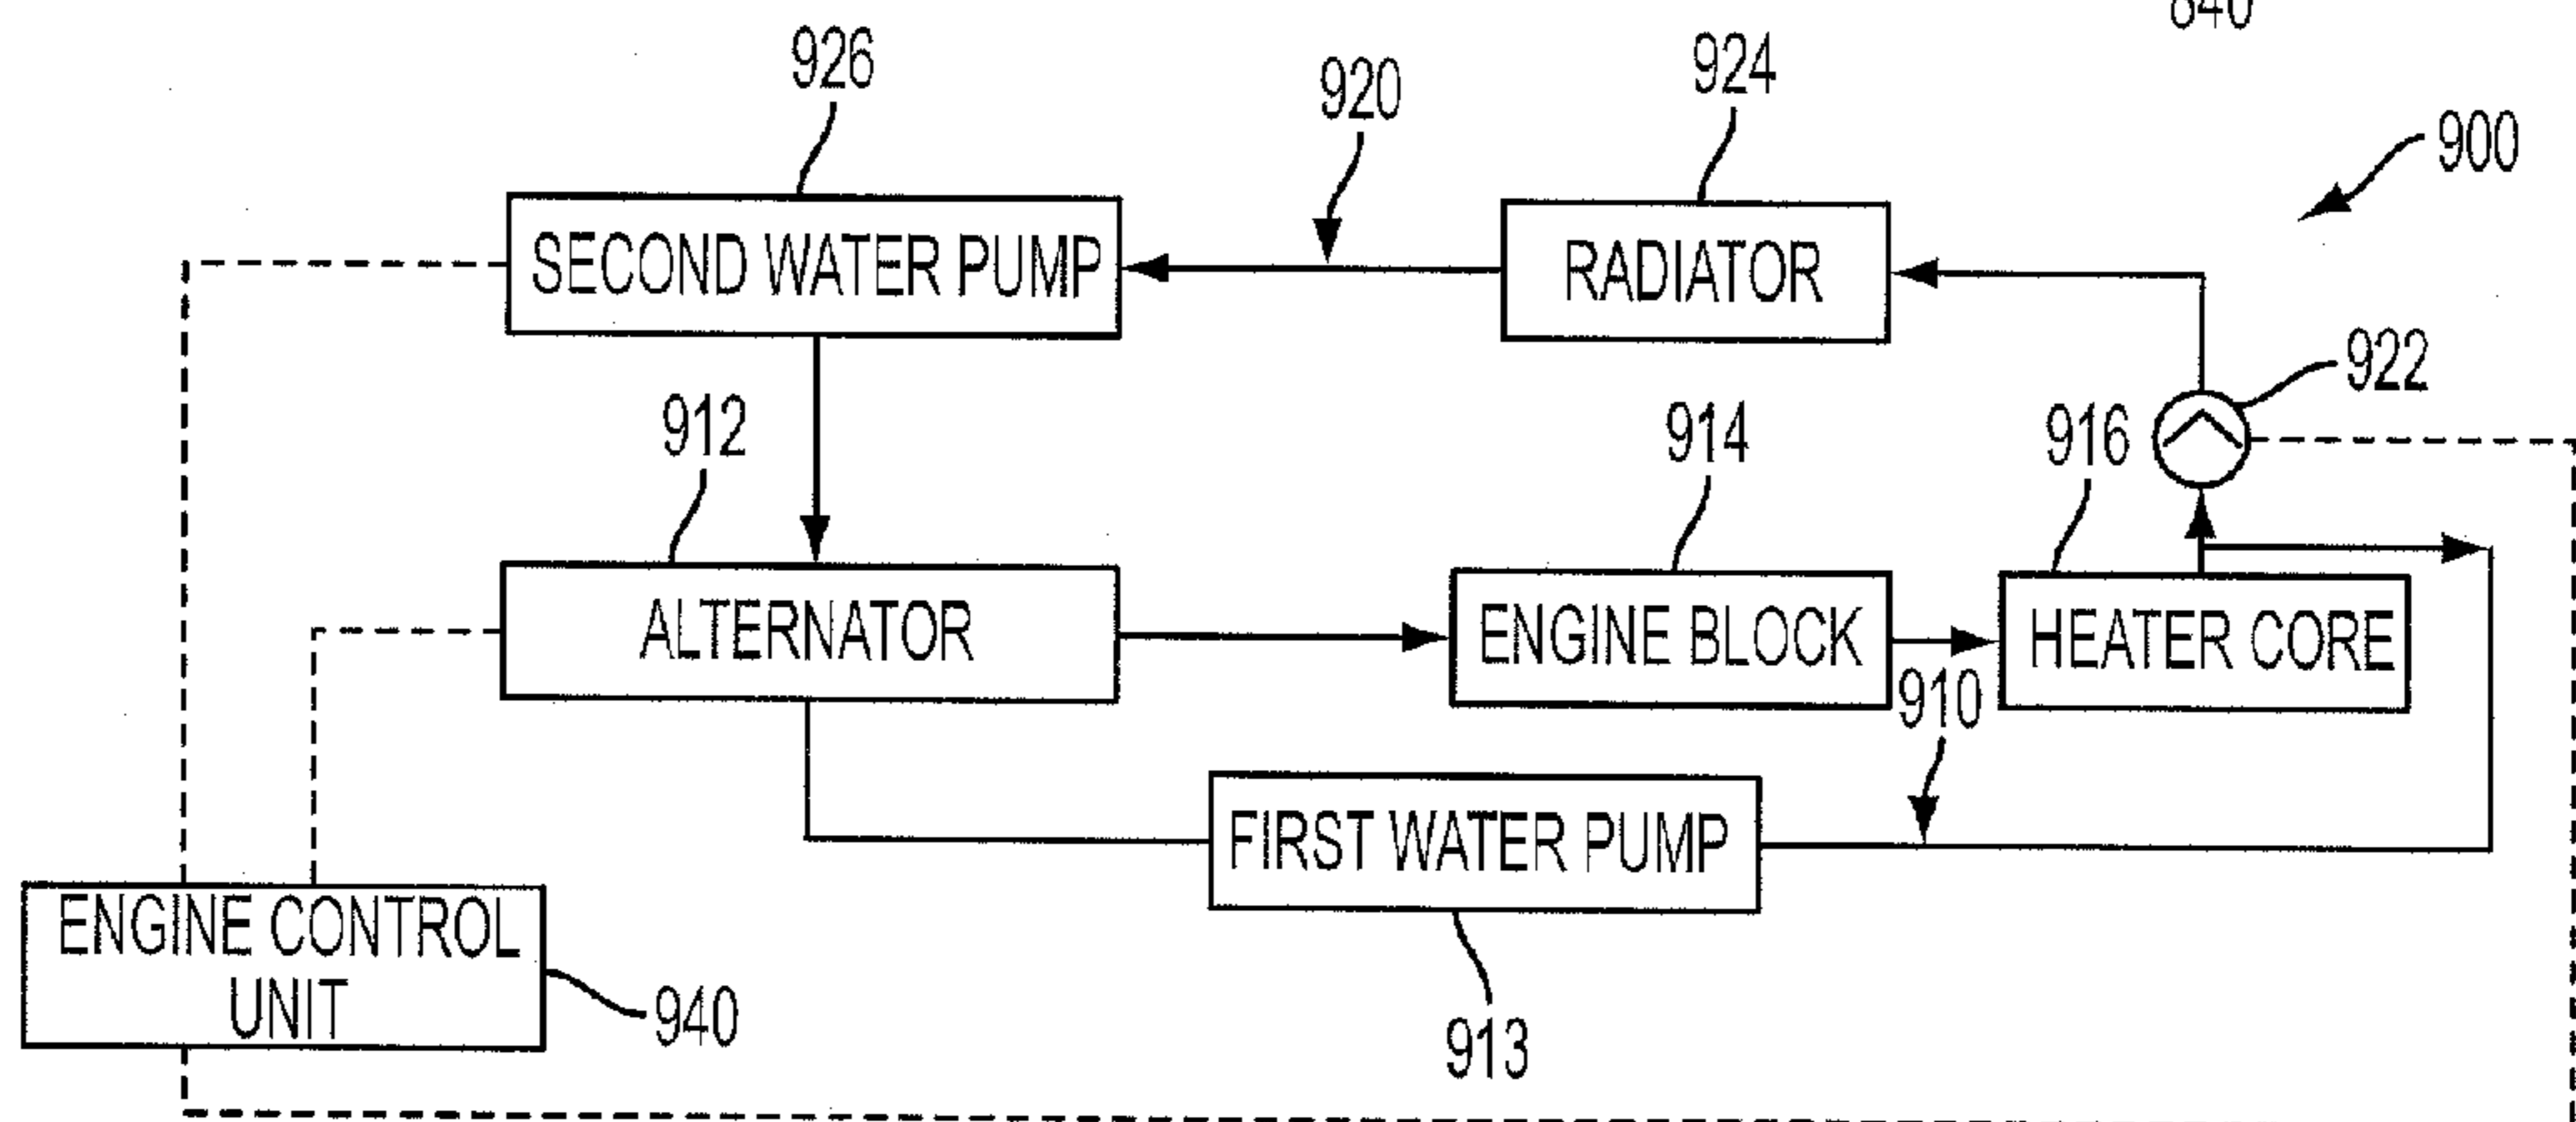 840
926
920
924
900
SECOND WATER PUMP
RADIATOR
922
912
914
916
ALTERNATOR
ENGINE BLOCK
HEATER CORE
910
FIRST WATER PUMP
ENGINE CONTROL
UNIT
940
913